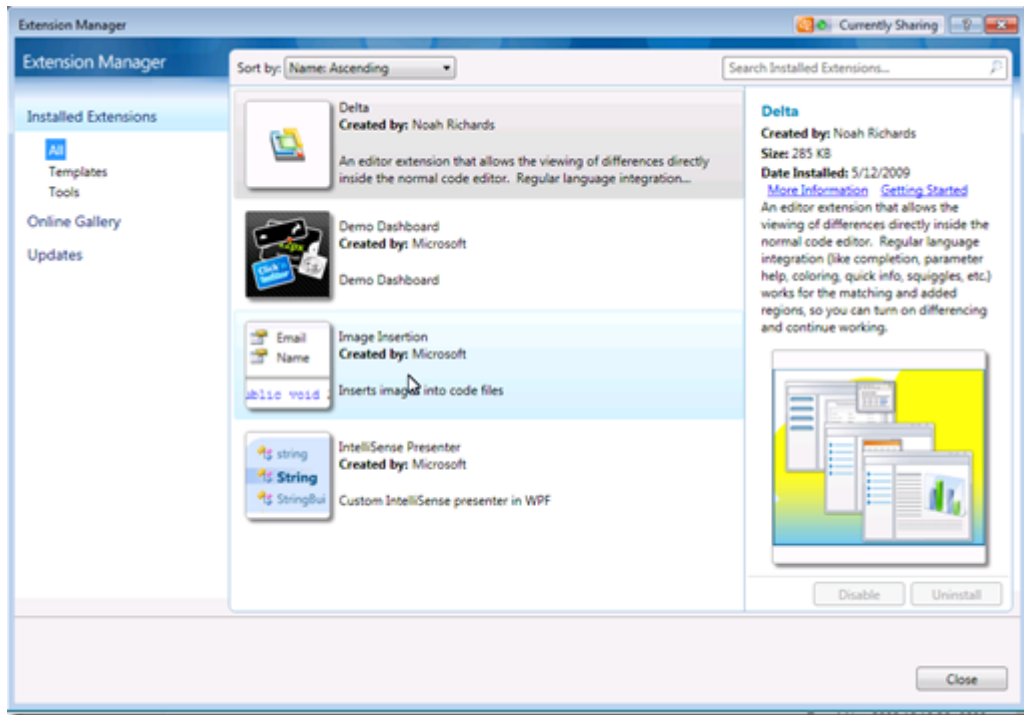 Extension Manager
Currently Sharing
Extension Manager
Sort by: Name: Ascending
Search Installed Extensions...
Installed Extensions
All
Templates
Tools
Online Gallery
Updates
Delta
Created by: Noah Richards
An editor extension that allows the viewing of differences directly
inside the normal code editor.  Regular language integration...
Demo Dashboard
Created by: Microsoft
Demo Dashboard
Email
Name
Image Insertion
Created by: Microsoft
Inserts images into code files
ublic void
string
String
StringBui
IntelliSense Presenter
Created by: Microsoft
Custom IntelliSense presenter in WPF
Delta
Created by: Noah Richards
Size: 285 KB
Date Installed: 5/12/2009
More Information Getting Started
An editor extension that allows the
viewing of differences directly inside the
normal code editor.  Regular language
integration (like completion, parameter
help, coloring, quick info, squiggles, etc.)
works for the matching and added
regions, so you can turn on differencing
and continue working.
Disable Uninstall
Close